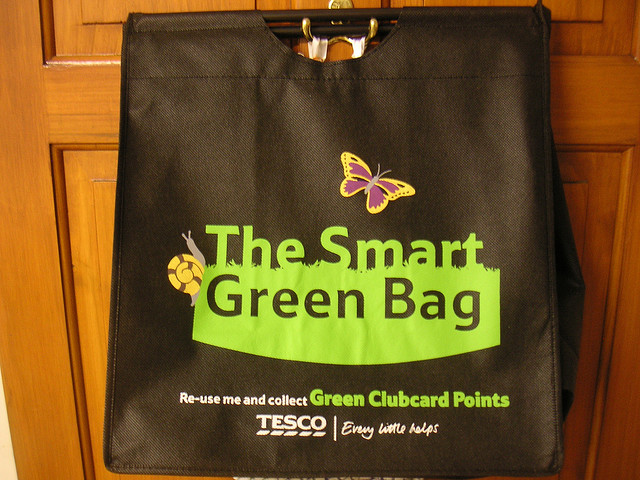 The Smart
Green Bag
Re-use me and collect Green Clubcard Points
TESCO | Every little helps